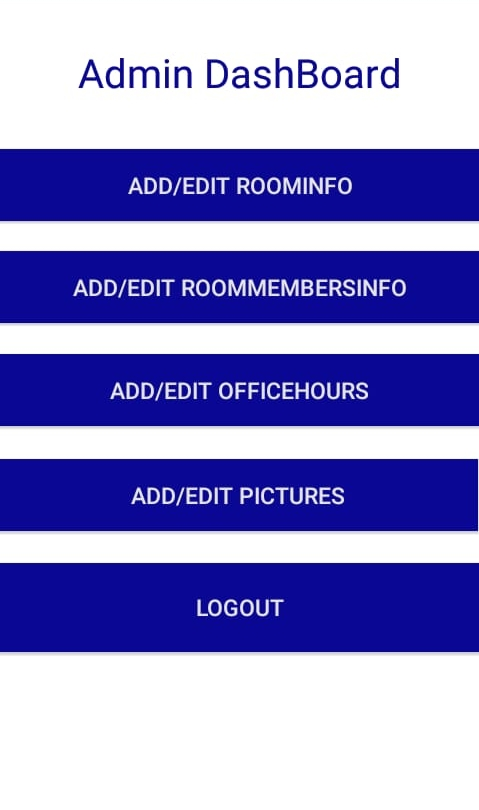 Admin DashBoard
ADD/EDIT ROOMINFO
ADD/EDIT ROOMMEMBERSINFO
ADD/EDIT OFFICEHOURS
ADD/EDIT PICTURES
LOGOUT